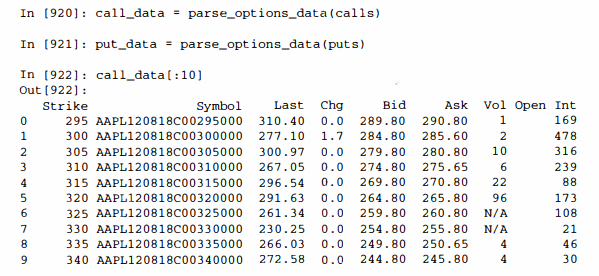 In [920]: call_data = parse_options_data(calls)
In [921]: put_data = parse_options_data(puts)
In [922]: call_data[:10]
Out[922]:
Strike Symbol Last Chg Bid Ask Vol Open Int
0 295 AAPL120818C00295000 310.40 0.0 289.80 290.80 1 169
1 300 AAPL120818C00300000 277.10 1.7 284.80 285.60 2 478
2 305 AAPL120818C00305000 300.97 0.0 279.80 280.80 10 316
3 310 AAPL120818C00310000 267.05 0.0 274.80 275.65 6 239
4 315 AAPL120818C00315000 296.54 0.0 269.80 270.80 22 88
5 320 AAPL120818C00320000 291.63 0.0 264.80 265.80 96 173
6 325 AAPL120818C00325000 261.34 0.0 259.80 260.80 N/A 108
7 330 AAPL120818C00330000 230.25 0.0 254.80 255.80 N/A 21
8 335 AAPL120818C00335000 266.03 0.0 249.80 250.65 4 46
9 340 AAPL120818C00340000 272.58 0.0 244.80 245.80 4 30